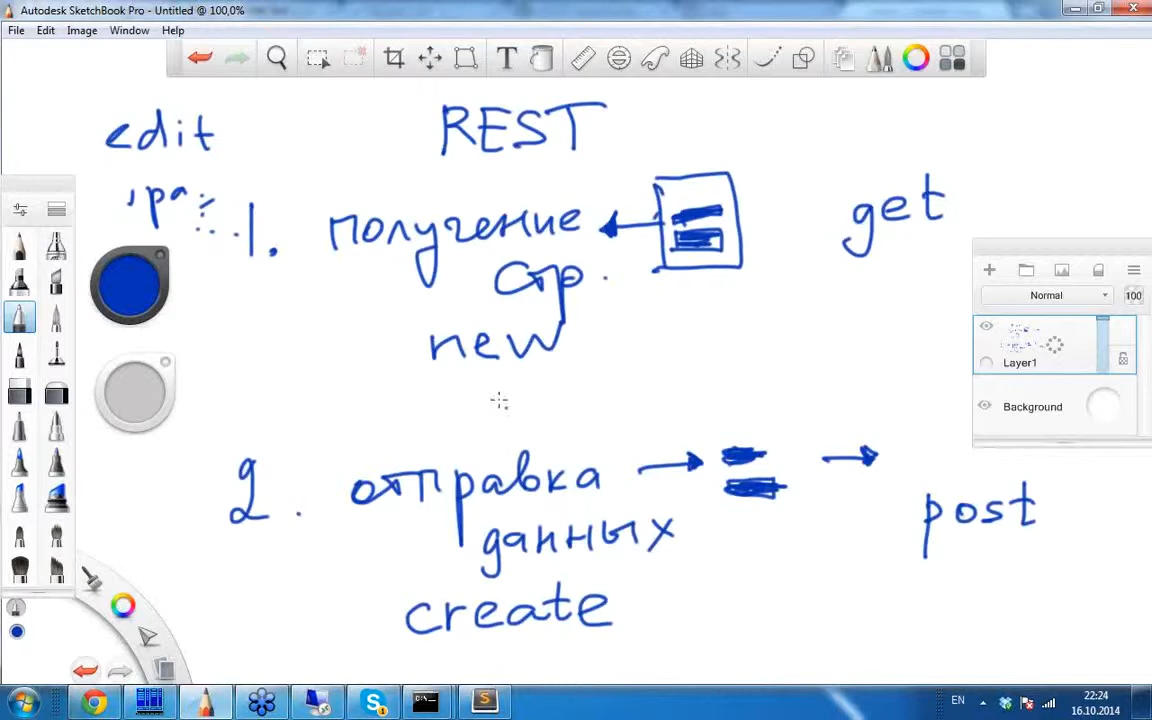 Autodesk SketchBook Pro - Untitled @ 100,0%
File Edit Image Window Help
edit REST
1. получение get
стр.
new
2. отправка post
данных
create
Normal 100
Layer1
Background
EN 22:24
16.10.2014